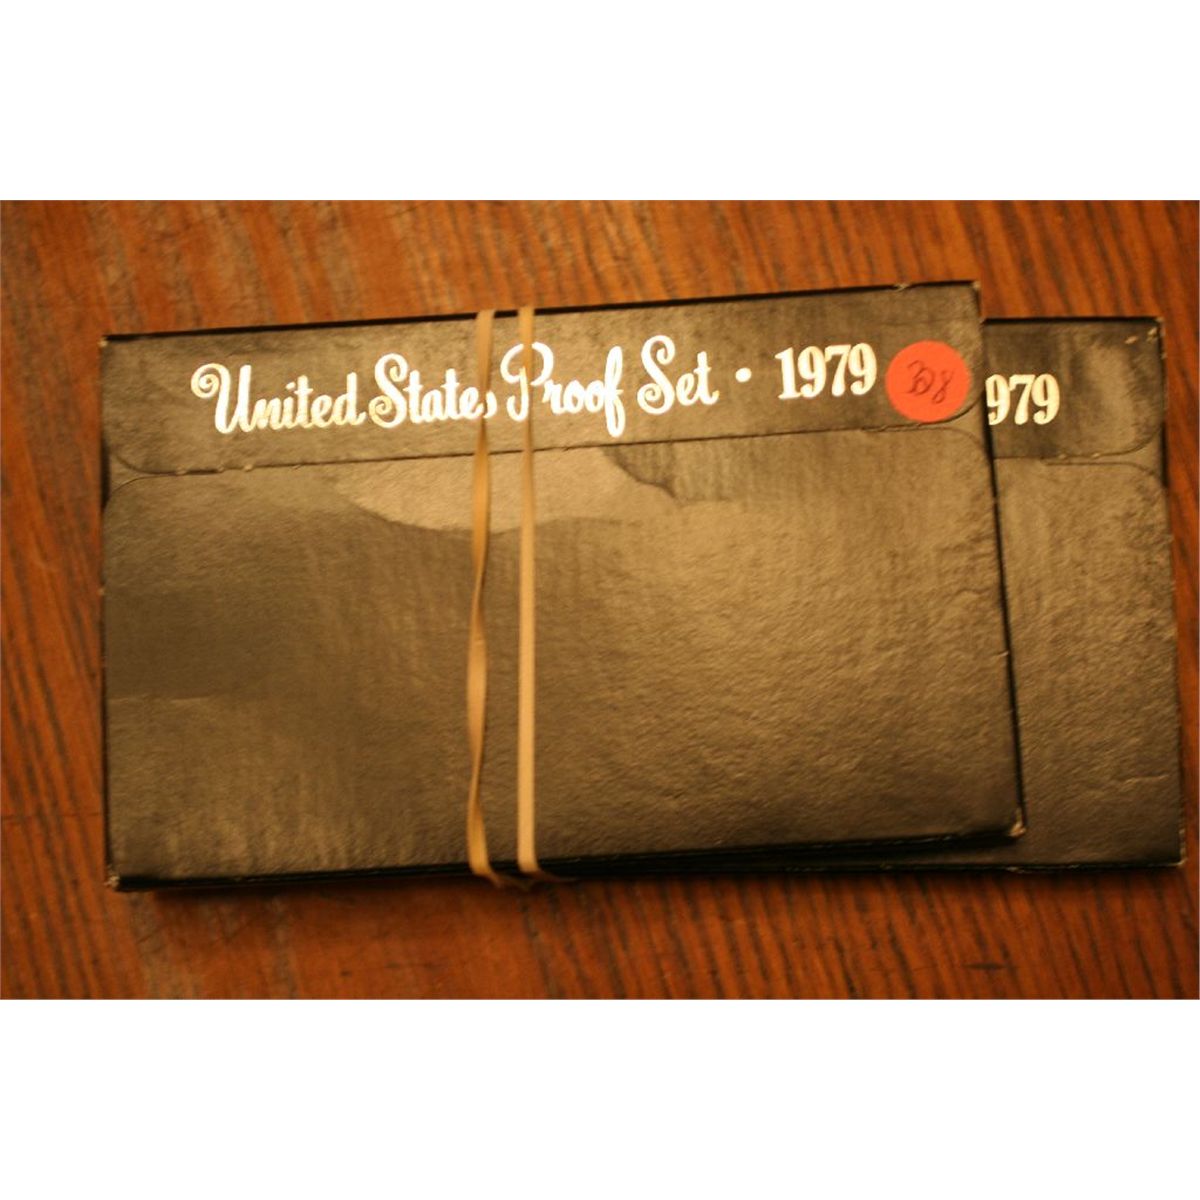 United States Proof Set • 1979
979